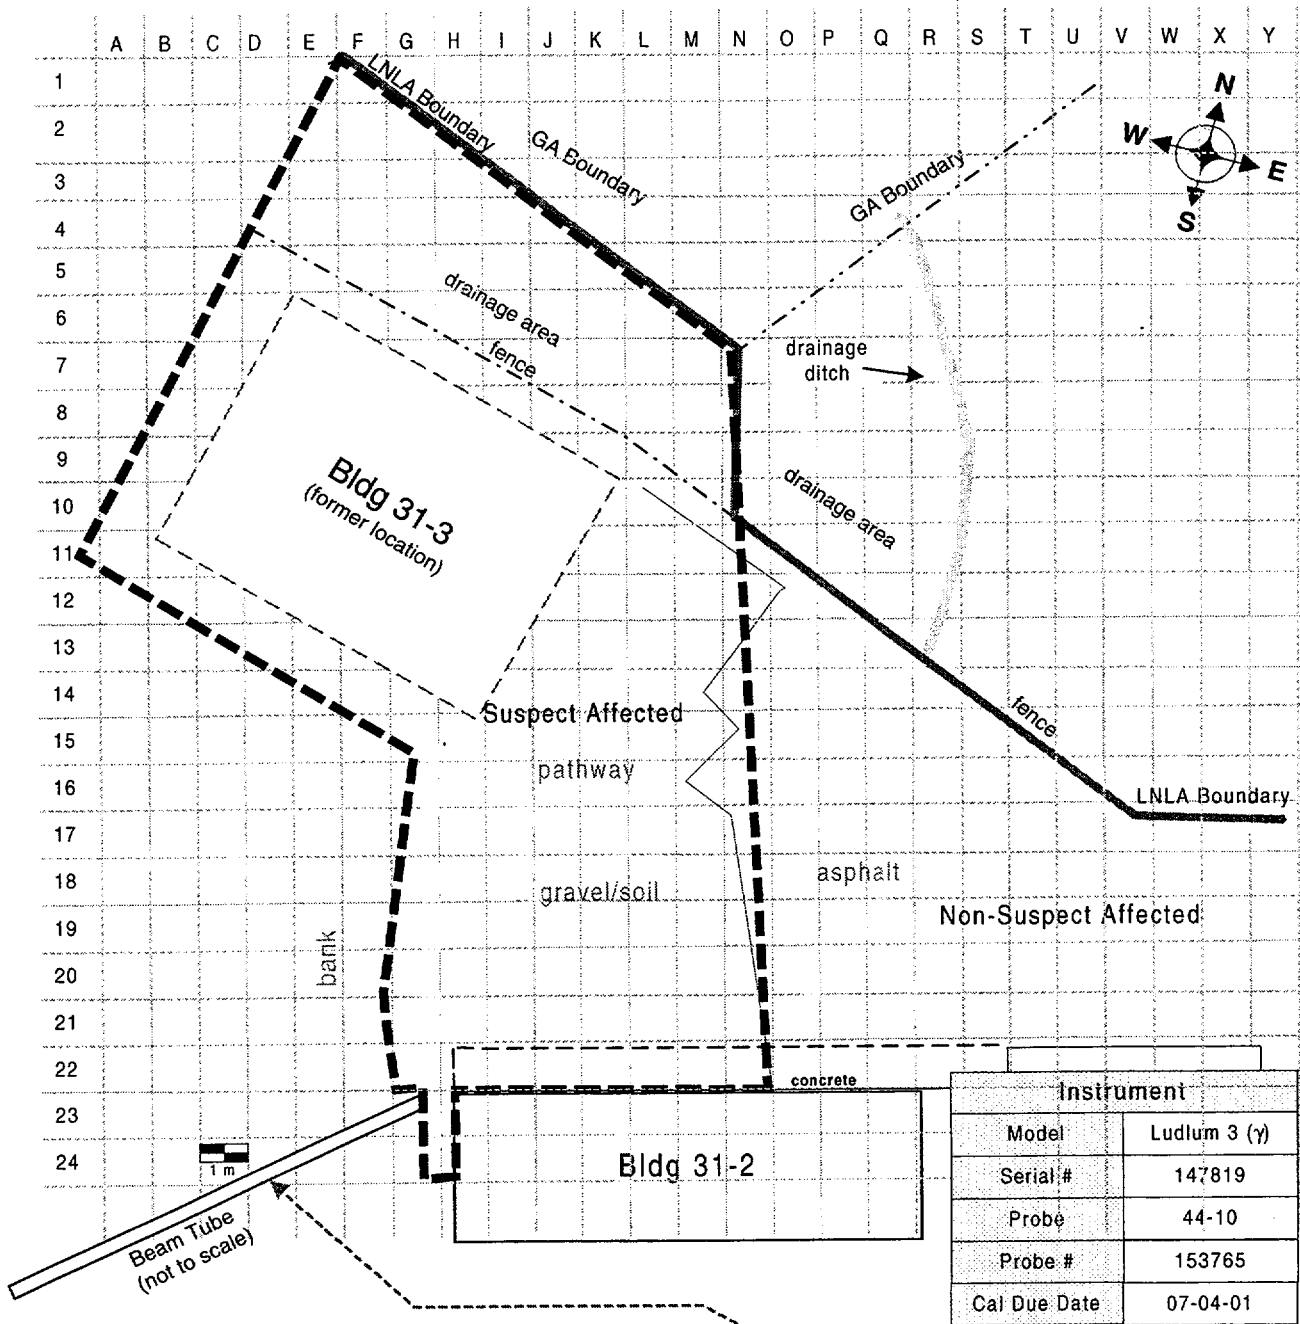 A B C D E F G H I J K L M N O P Q R S T U V W X Y
1
2
3
4
5
6
7
8
9
10
11
12
13
14
15
16
17
18
19
20
21
22
23
24
LNLA Boundary
GA Boundary
GA Boundary
N
W
E
S
drainage area
fence
drainage
ditch
Bldg 31-3
(former location)
drainage area
Suspect Affected
fence
pathway
LNLA Boundary
gravel/soil
asphalt
Non-Suspect Affected
bank
concrete
Bldg 31-2
1 m
Beam Tube
(not to scale)
Instrument
Model Ludlum 3 (γ)
Serial # 147819
Probe 44-10
Probe # 153765
Cal Due Date 07-04-01